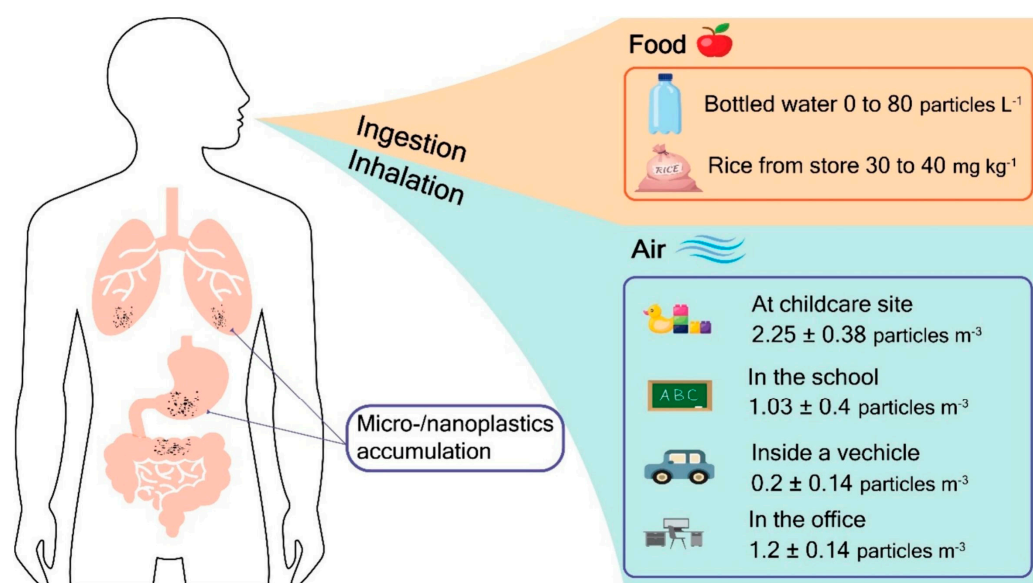 Food
Bottled water 0 to 80 particles L⁻¹
RICE
Rice from store 30 to 40 mg kg⁻¹
Ingestion
Inhalation
Air
At childcare site
2.25 ± 0.38 particles m⁻³
ABC
In the school
1.03 ± 0.4 particles m⁻³
Inside a vechicle
0.2 ± 0.14 particles m⁻³
In the office
1.2 ± 0.14 particles m⁻³
Micro-/nanoplastics
accumulation